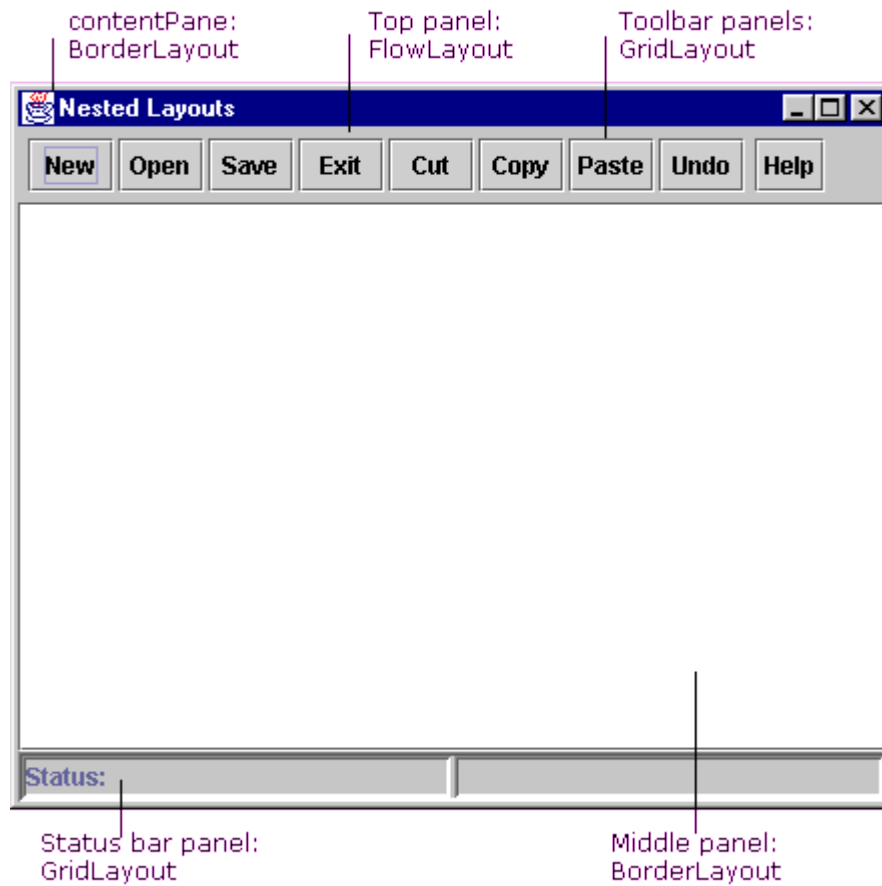 contentPane:
BorderLayout
Top panel:
FlowLayout
Toolbar panels:
GridLayout
Nested Layouts
New Open Save Exit Cut Copy Paste Undo Help
Status:
Status bar panel:
GridLayout
Middle panel:
BorderLayout